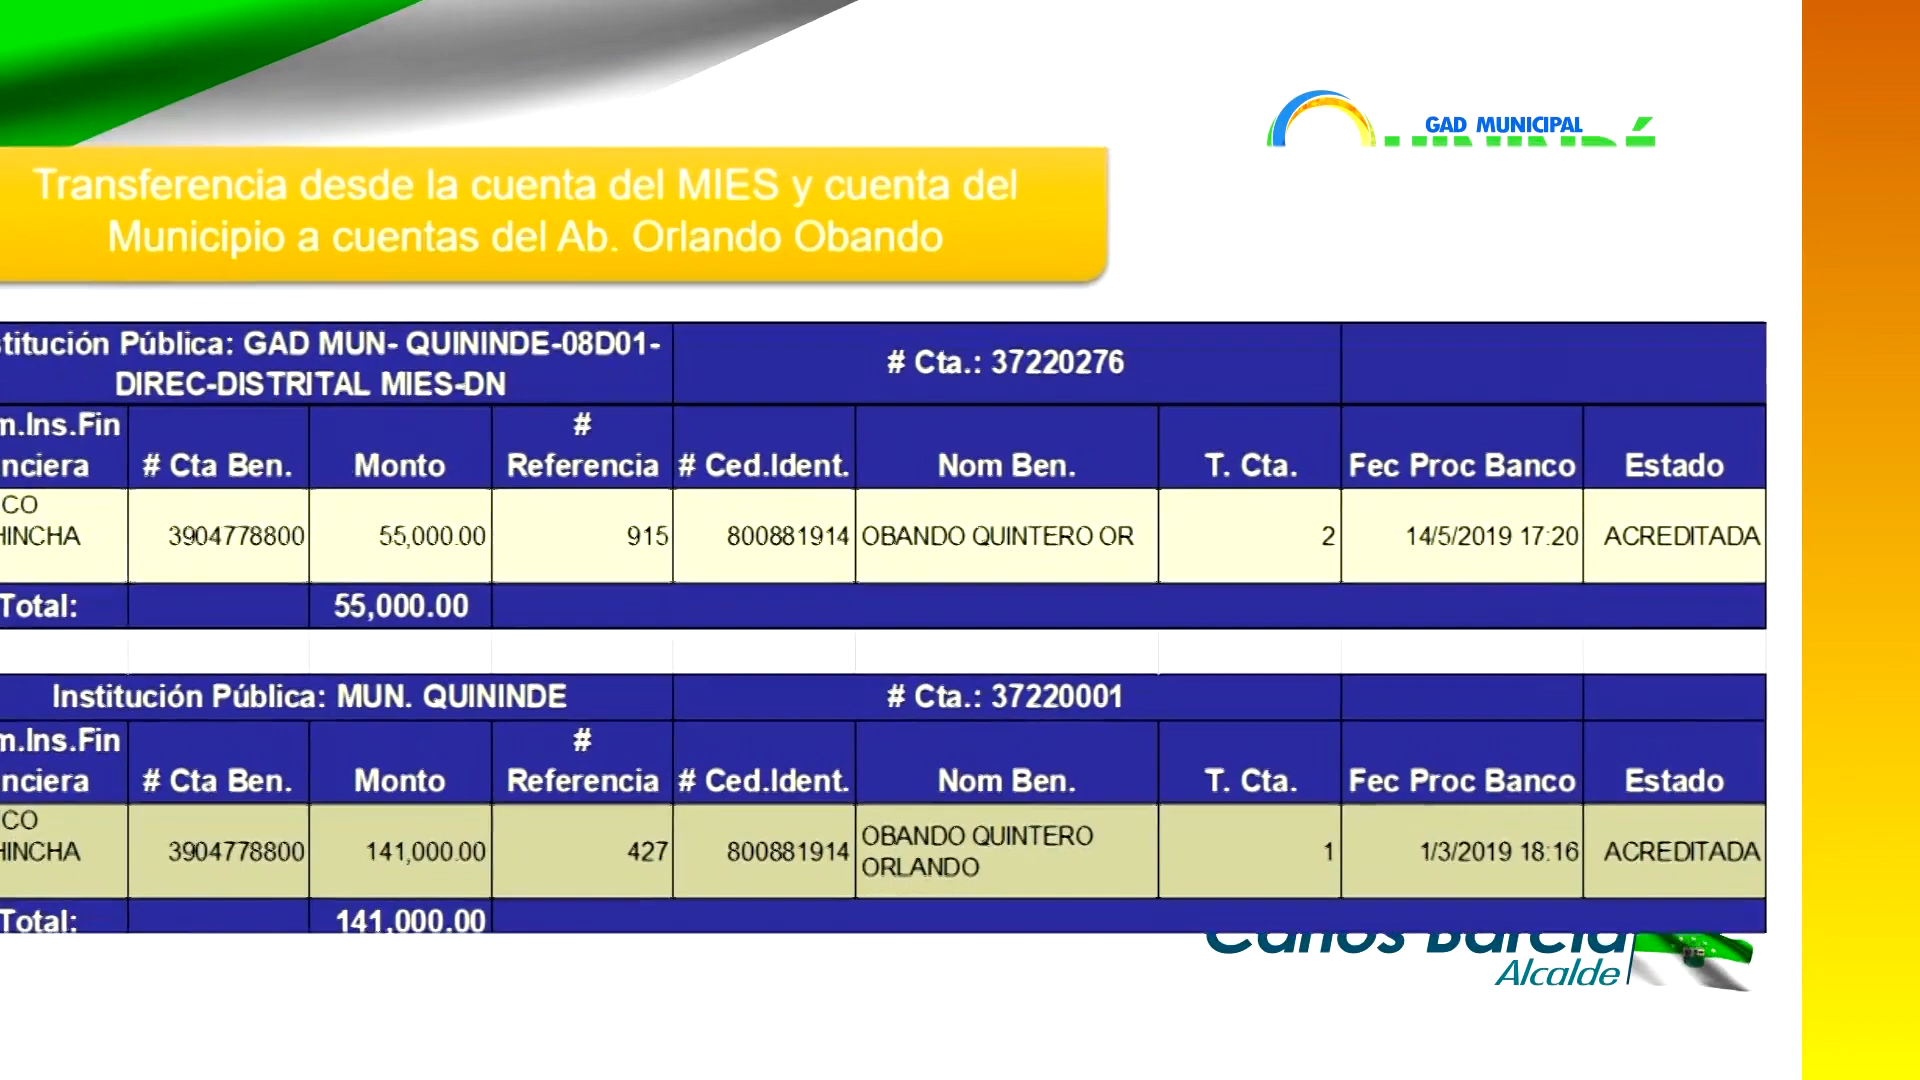 GAD MUNICIPAL
Transferencia desde la cuenta del MIES y cuenta del
Municipio a cuentas del Ab. Orlando Obando
stitución Pública: GAD MUN- QUININDE-08D01-
DIREC-DISTRITAL MIES-DN
# Cta.: 37220276
m.Ins.Fin
nciera
# Cta Ben.
Monto
#
Referencia
# Ced.Ident.
Nom Ben.
T. Cta.
Fec Proc Banco
Estado
CO
HINCHA
3904778800
55,000.00
915
800881914
OBANDO QUINTERO OR
2
14/5/2019 17:20
ACREDITADA
Total:
55,000.00
Institución Pública: MUN. QUININDE
# Cta.: 37220001
m.Ins.Fin
nciera
# Cta Ben.
Monto
#
Referencia
# Ced.Ident.
Nom Ben.
T. Cta.
Fec Proc Banco
Estado
CO
HINCHA
3904778800
141,000.00
427
800881914
OBANDO QUINTERO
ORLANDO
1
1/3/2019 18:16
ACREDITADA
Total:
141,000.00
Carlos Barcia
Alcalde